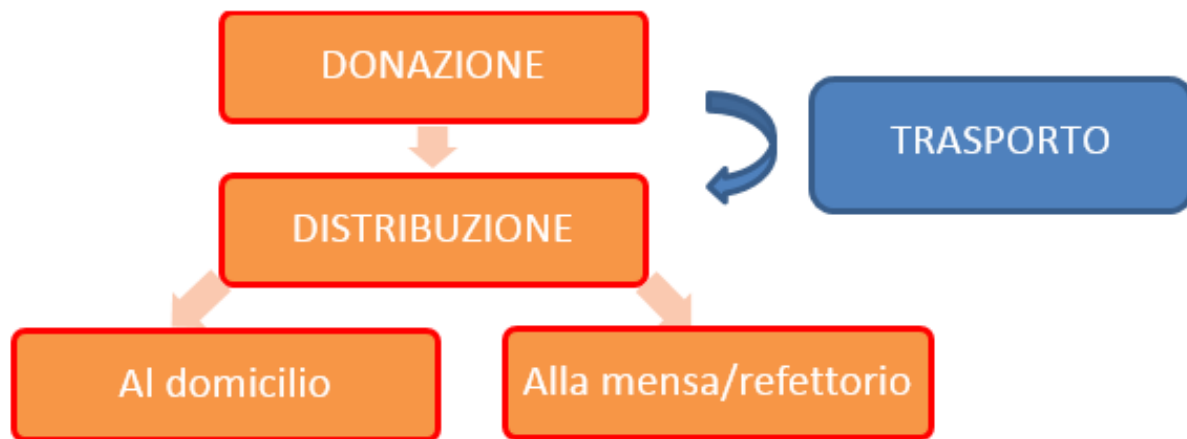 DONAZIONE
TRASPORTO
DISTRIBUZIONE
Al domicilio
Alla mensa/refettorio